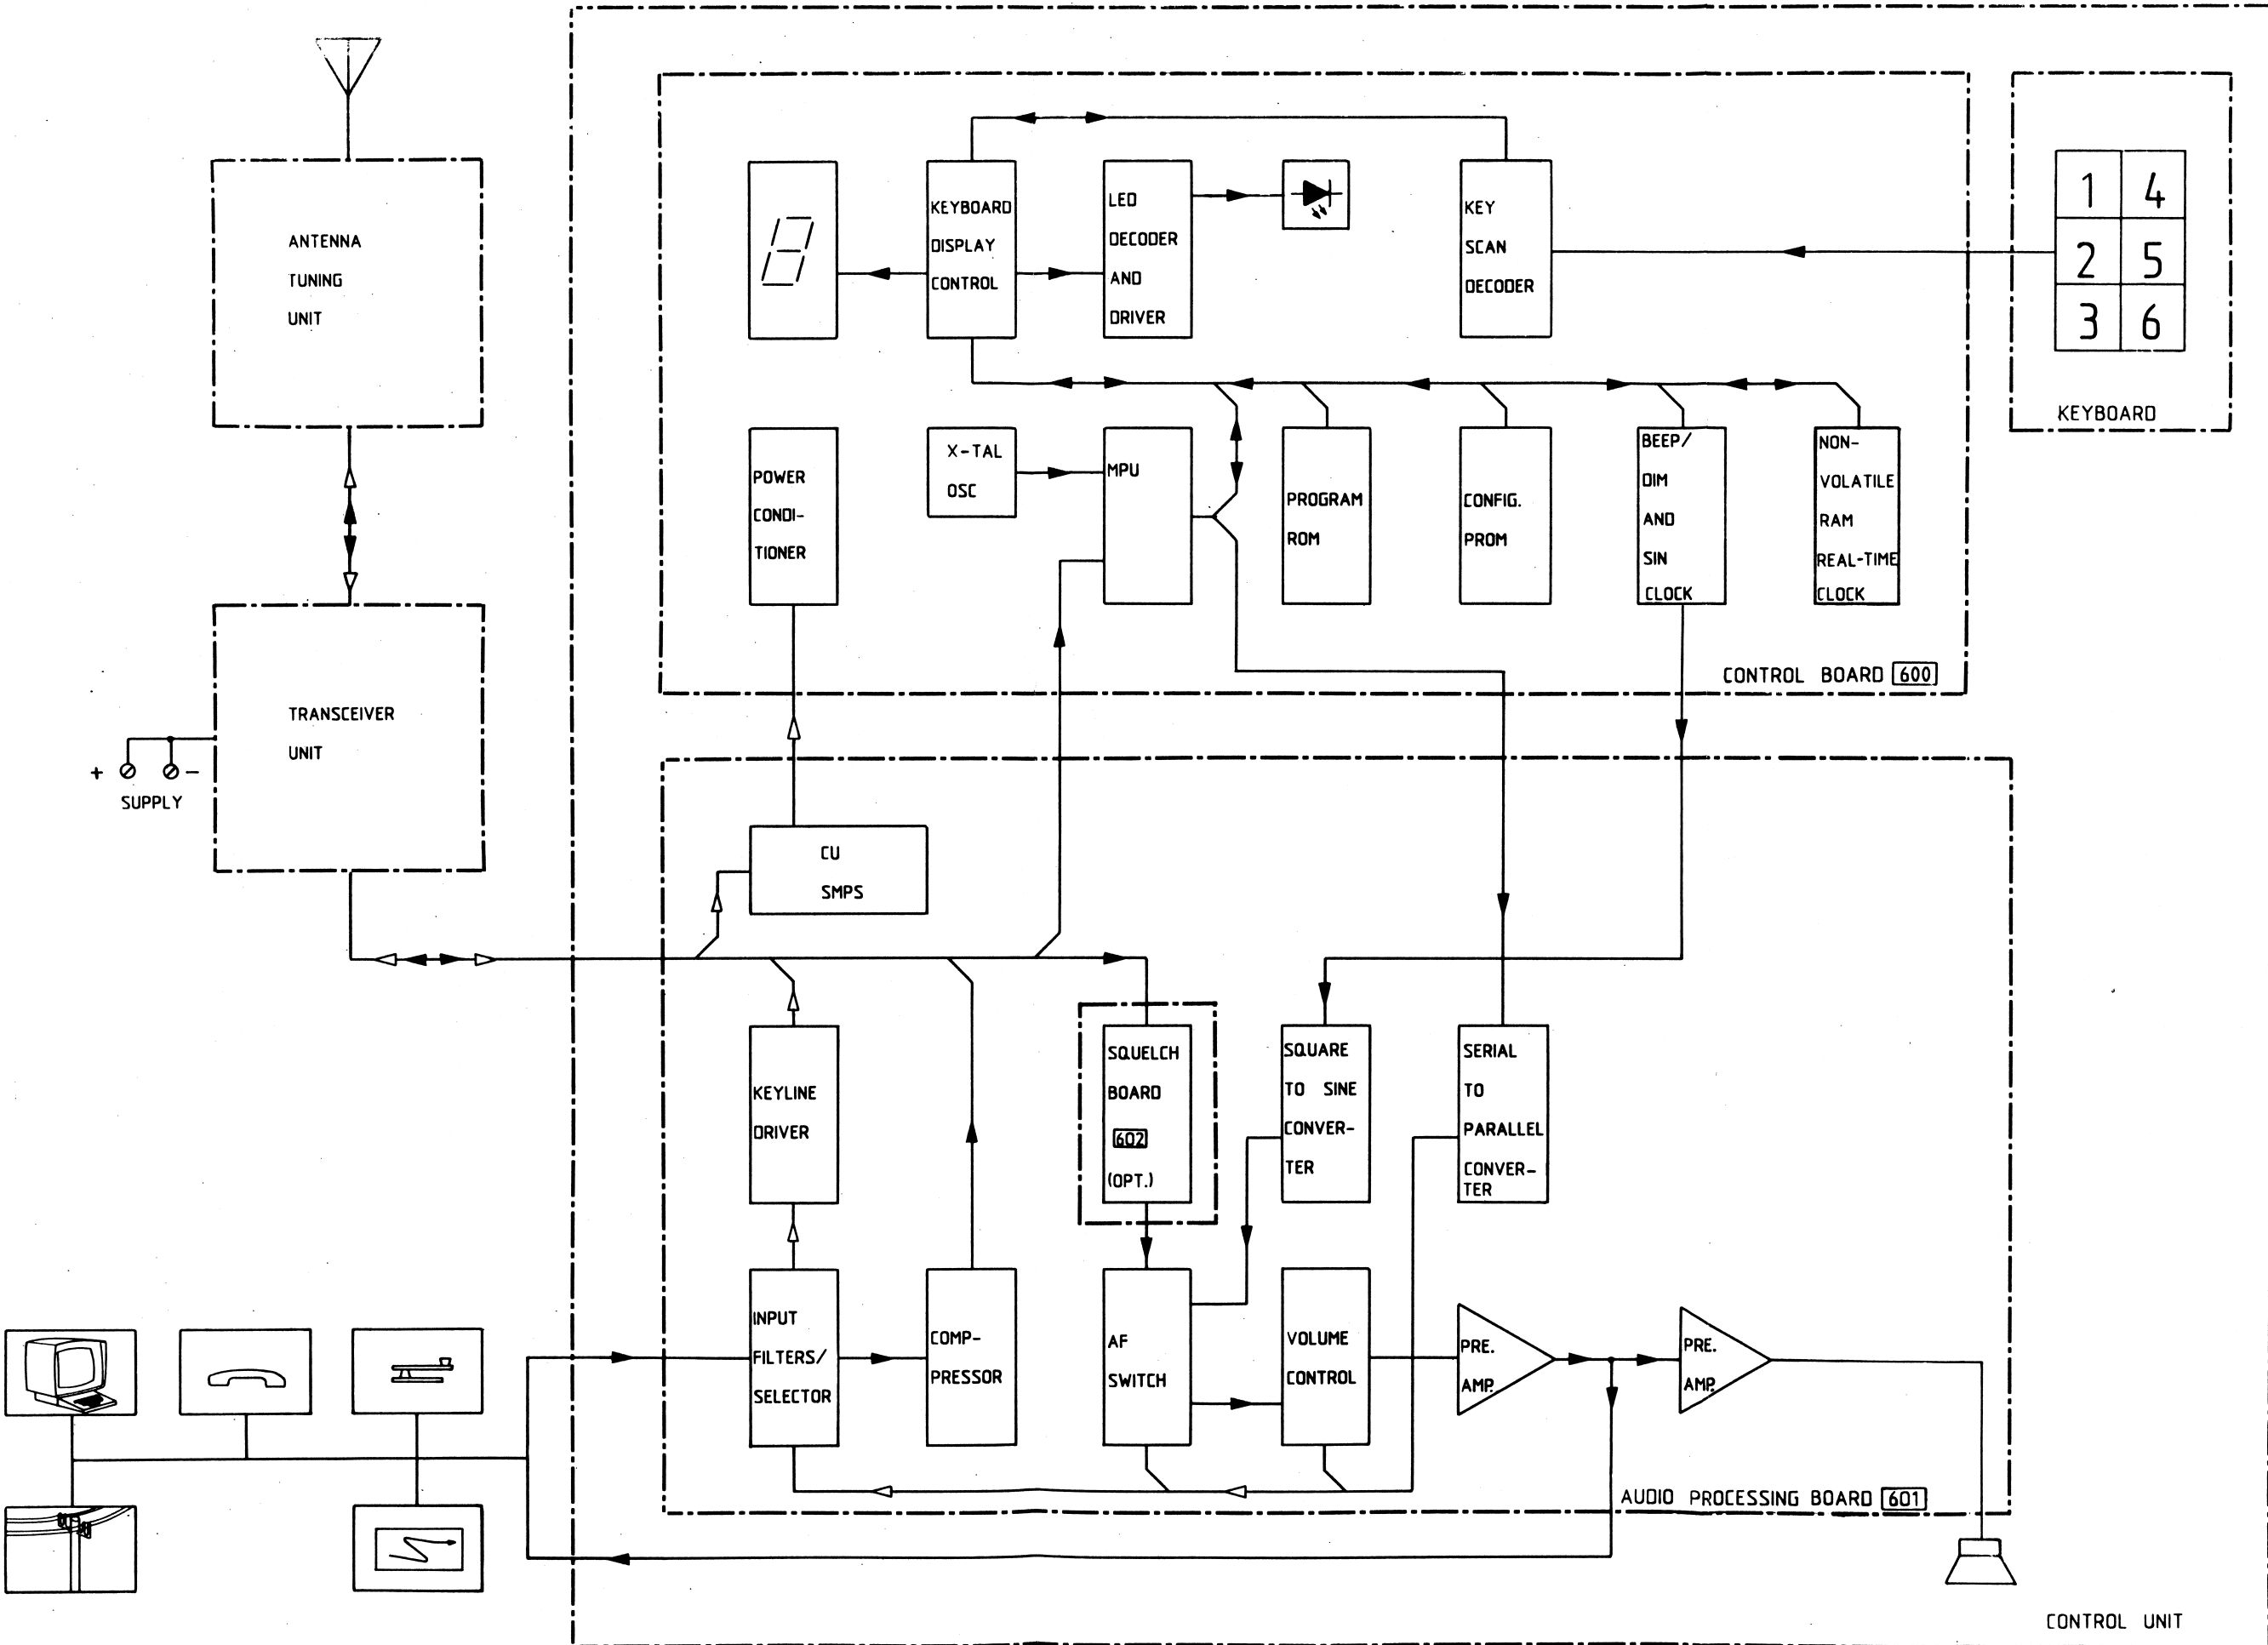 ANTENNA
TUNING
UNIT
TRANSCEIVER
UNIT
+ -
SUPPLY
KEYBOARD
DISPLAY
CONTROL
LED
DECODER
AND
DRIVER
KEY
SCAN
DECODER
1 4
2 5
3 6
KEYBOARD
POWER
CONDI-
TIONER
X-TAL
OSC
MPU
PROGRAM
ROM
CONFIG.
PROM
BEEP/
DIM
AND
SIN
CLOCK
NON-
VOLATILE
RAM
REAL-TIME
CLOCK
CONTROL BOARD 600
CU
SMPS
KEYLINE
DRIVER
SQUELCH
BOARD
602
(OPT.)
SQUARE
TO SINE
CONVER-
TER
SERIAL
TO
PARALLEL
CONVER-
TER
INPUT
FILTERS/
SELECTOR
COMP-
PRESSOR
AF
SWITCH
VOLUME
CONTROL
PRE.
AMP.
PRE.
AMP.
AUDIO PROCESSING BOARD 601
CONTROL UNIT